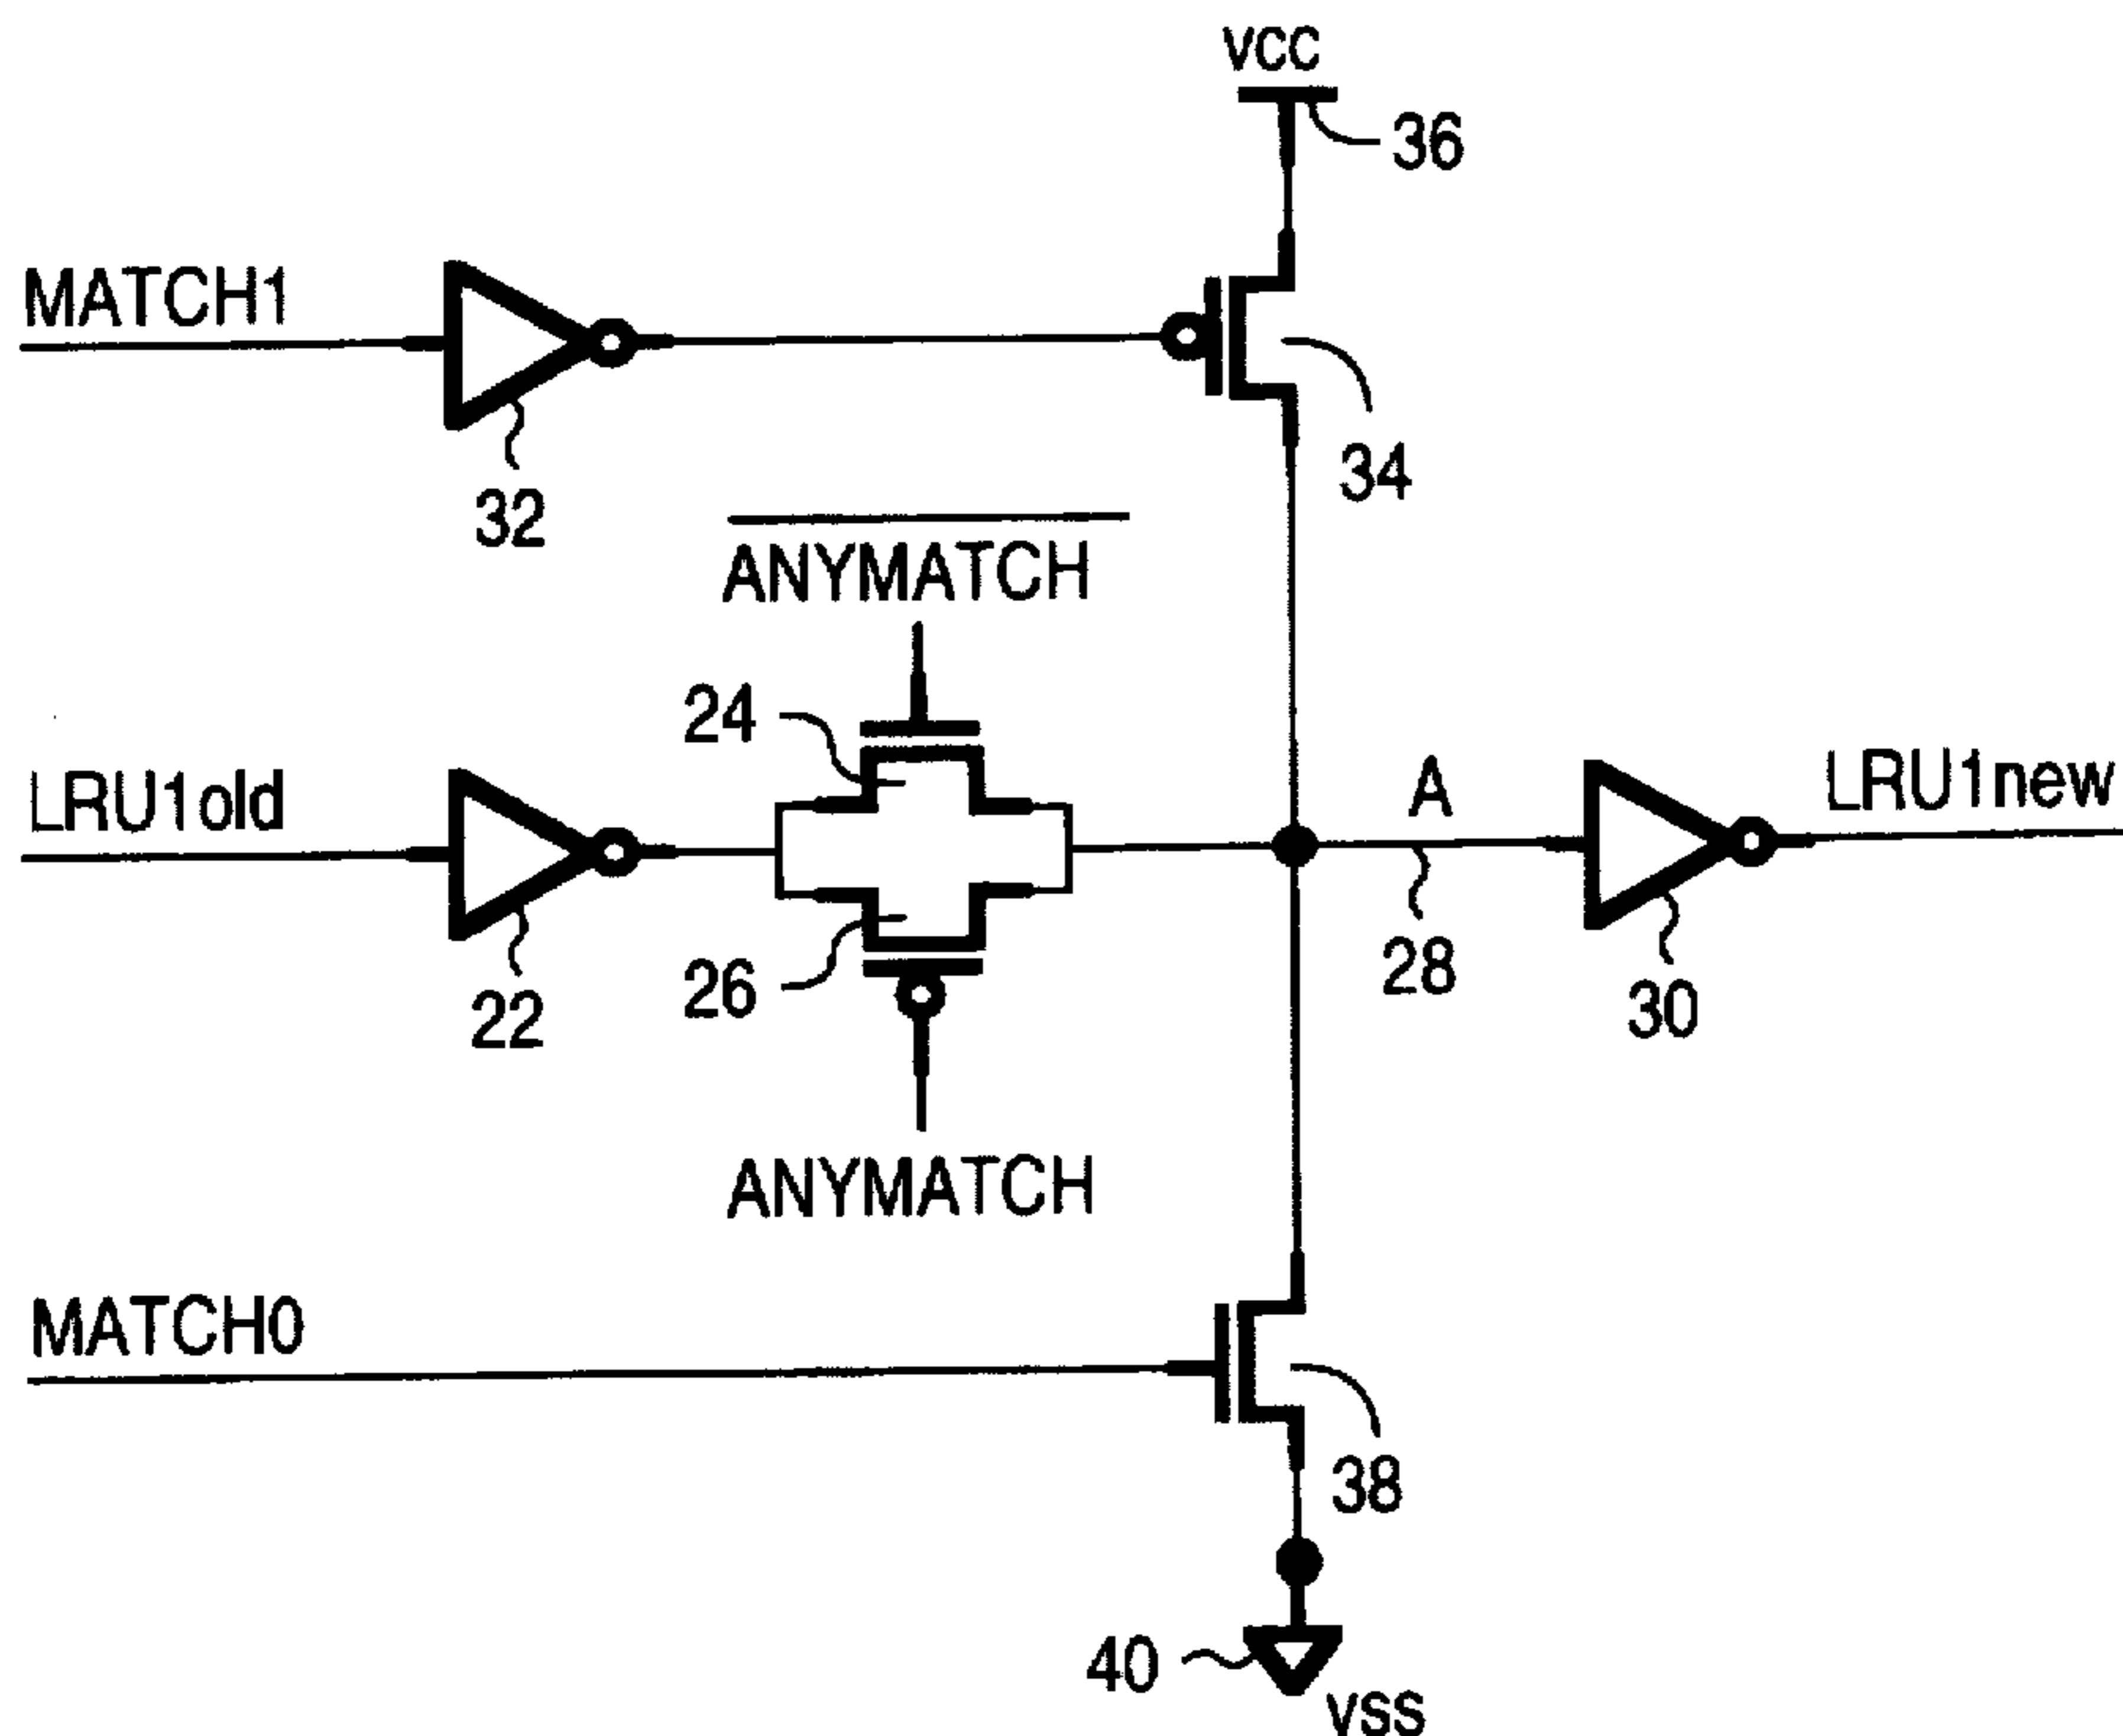 VCC
36
MATCH1
34
32
ANYMATCH
24
LRU1old
A
LRU1new
26
28
22
30
ANYMATCH
MATCH0
38
40
VSS